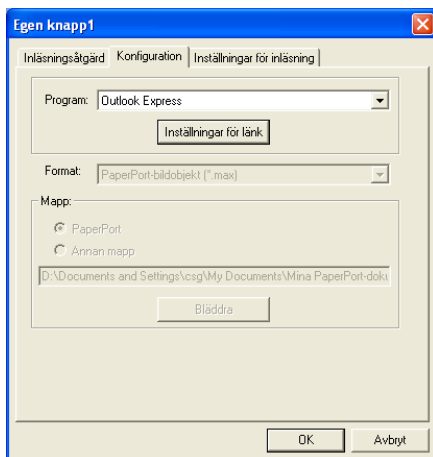 Egen knapp1
Inläsningsåtgärd Konfiguration Inställningar för inläsning
Program: Outlook Express
Inställningar för länk
Format: PaperPort-bildobjekt (*.max)
Mapp:
PaperPort
Annan mapp
D:\Documents and Settings\csg\My Documents\Mina PaperPort-doku
Bläddra
OK Avbryt